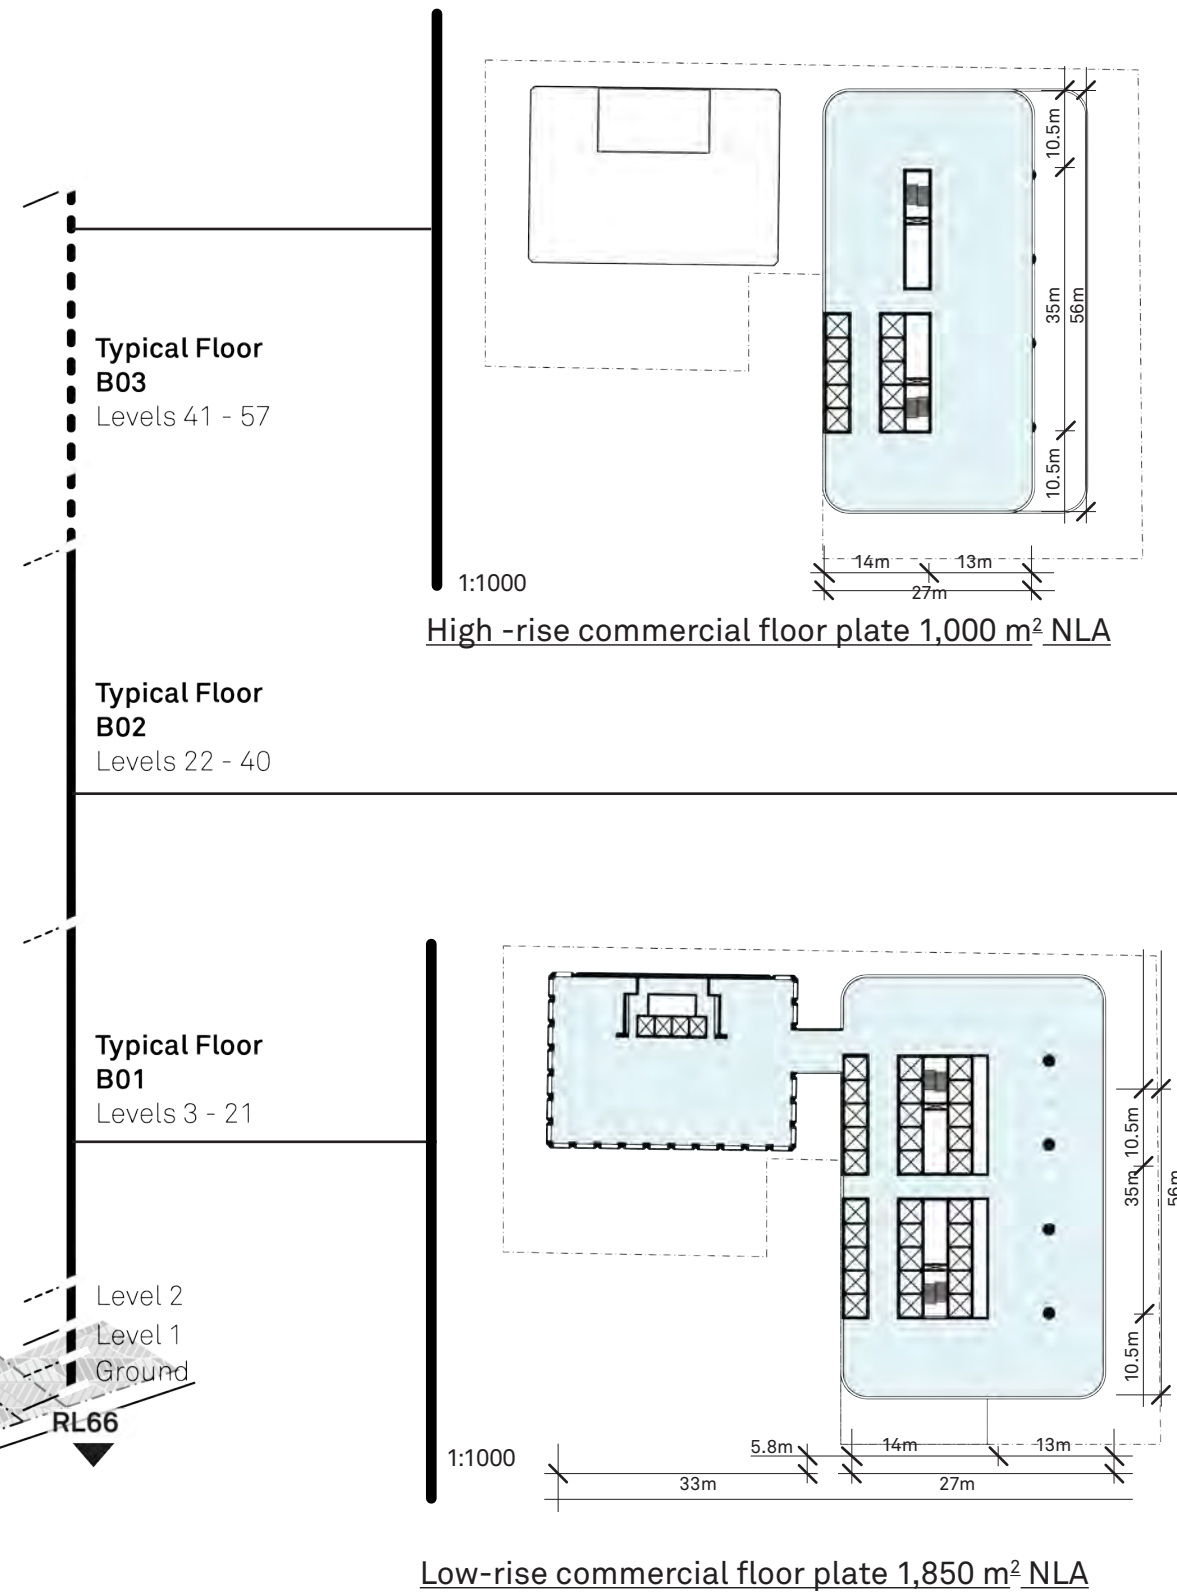 10.5m
35m
56m
10.5m
14m
13m
27m
1:1000
High -rise commercial floor plate 1,000 m² NLA
Typical Floor
B03
Levels 41 - 57
Typical Floor
B02
Levels 22 - 40
Typical Floor
B01
Levels 3 - 21
Level 2
Level 1
Ground
RL66
10.5m
35m
56m
10.5m
5.8m
14m
13m
33m
27m
1:1000
Low-rise commercial floor plate 1,850 m² NLA